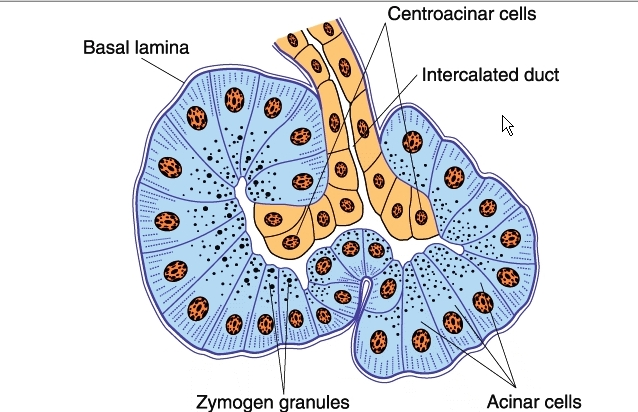 Centroacinar cells
Basal lamina
Intercalated duct
Zymogen granules
Acinar cells